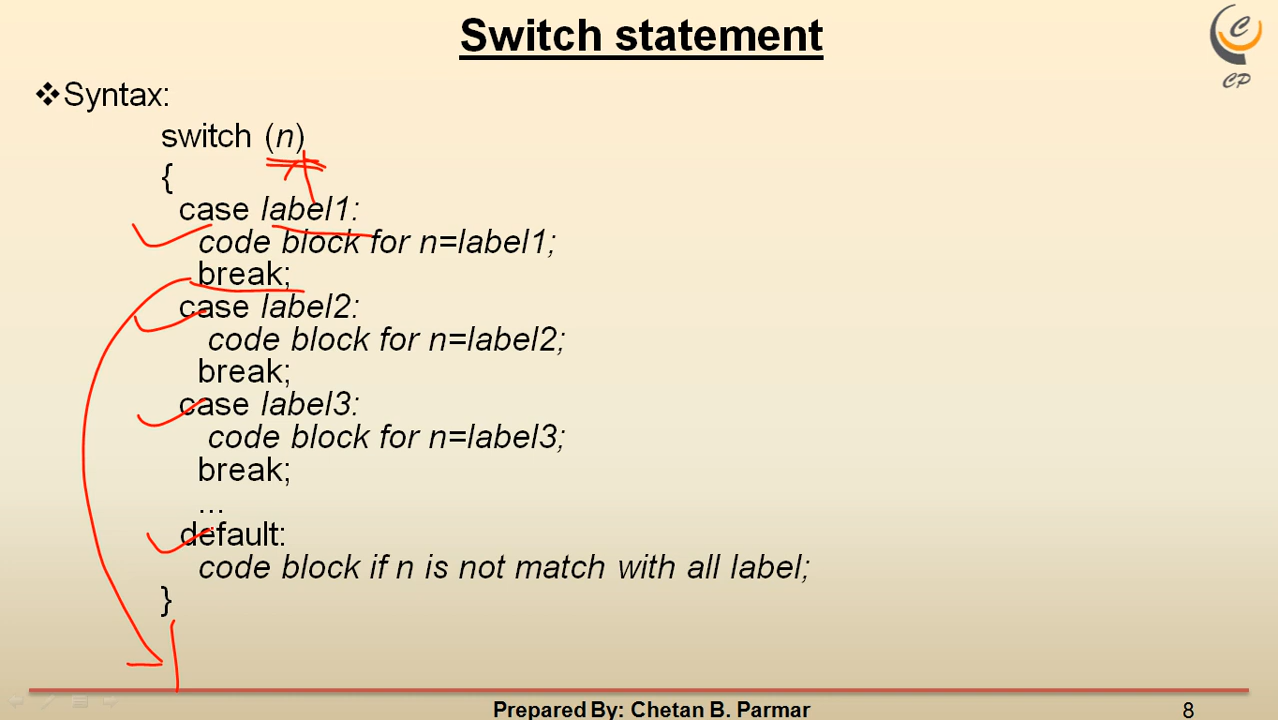 Switch statement
C
CP
❖Syntax:
switch (n)
{
case label1:
code block for n=label1;
break;
case label2:
code block for n=label2;
break;
case label3:
code block for n=label3;
break;
...
default:
code block if n is not match with all label;
}
Prepared By: Chetan B. Parmar
8